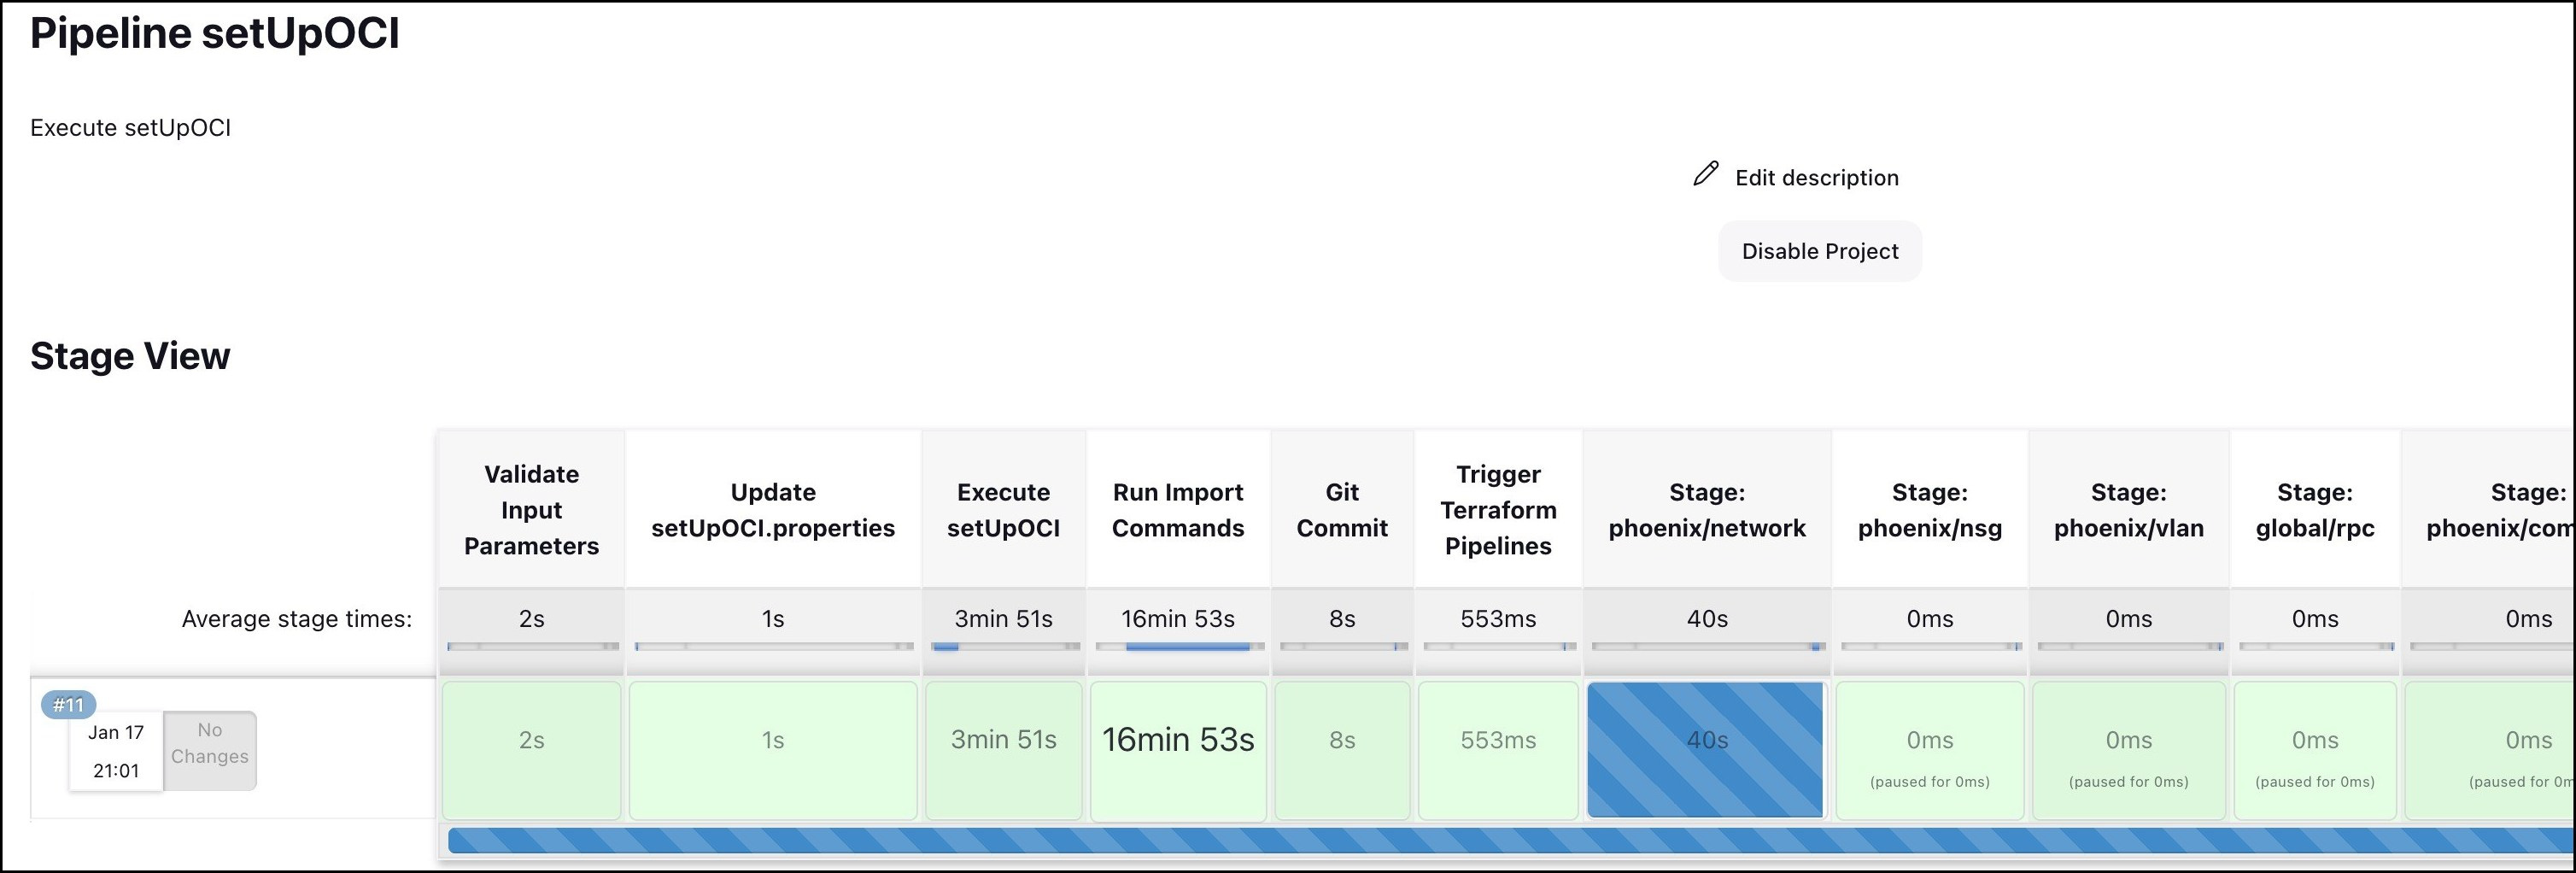 Pipeline setUpOCI
Execute setUpOCI
Edit description
Disable Project
Stage View
Validate
Input
Parameters
Update
setUpOCI.properties
Execute
setUpOCI
Run Import
Commands
Git
Commit
Trigger
Terraform
Pipelines
Stage:
phoenix/network
Stage:
phoenix/nsg
Stage:
phoenix/vlan
Stage:
global/rpc
Stage:
phoenix/com
Average stage times:
2s
1s
3min 51s
16min 53s
8s
553ms
40s
0ms
0ms
0ms
0ms
#11
Jan 17
21:01
No
Changes
2s
1s
3min 51s
16min 53s
8s
553ms
40s
0ms
(paused for 0ms)
0ms
(paused for 0ms)
0ms
(paused for 0ms)
0ms
(paused for 0m